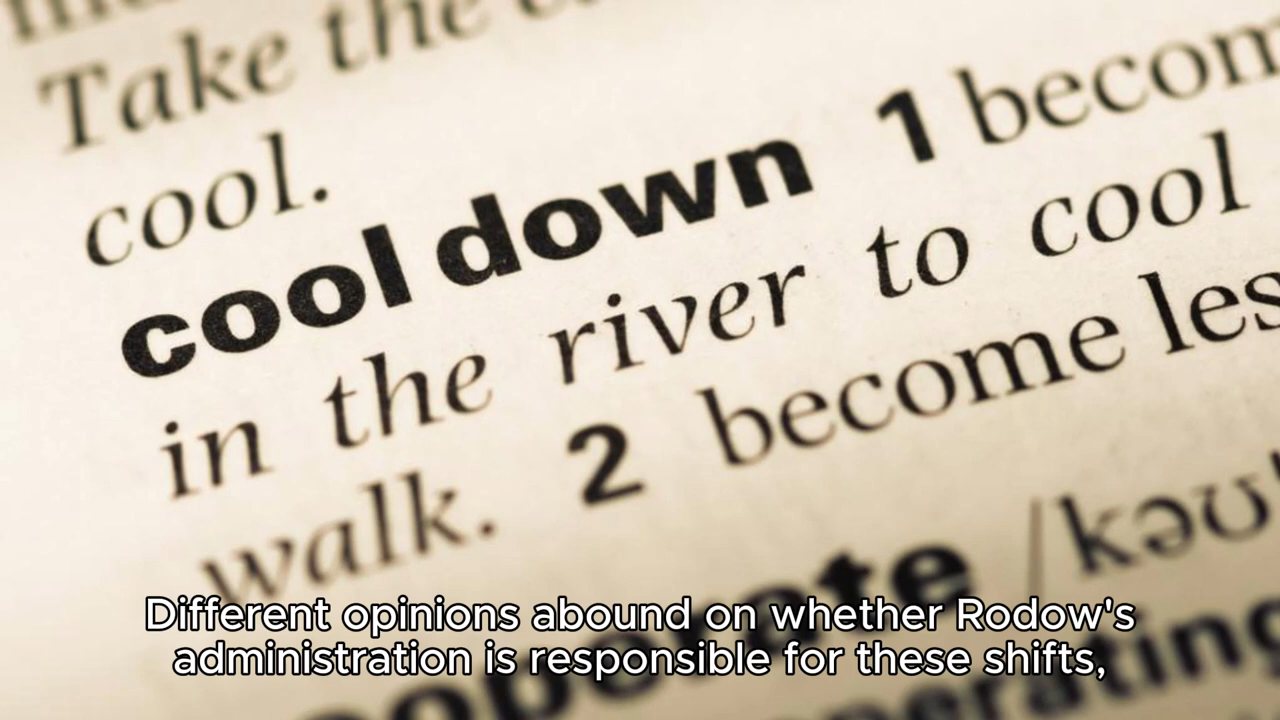 Take the
cool.
cool down 1 becom
in the river to cool
walk. 2 become les
/kəʊ
Different opinions abound on whether Rodow's
administration is responsible for these shifts,